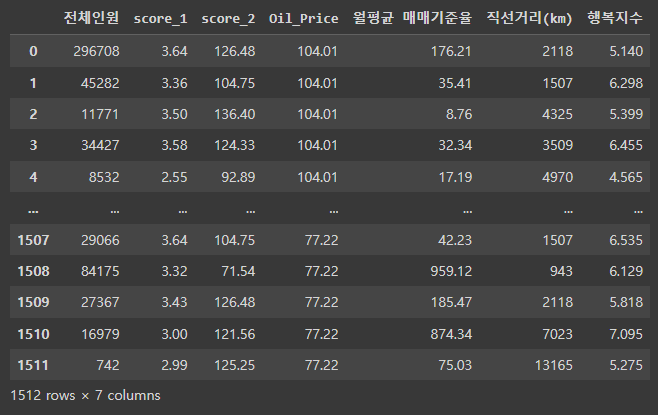 전체인원 score_1 score_2 Oil_Price 월평균 매매기준율 직선거리(km) 행복지수
0 296708 3.64 126.48 104.01 176.21 2118 5.140
1 45282 3.36 104.75 104.01 35.41 1507 6.298
2 11771 3.50 136.40 104.01 8.76 4325 5.399
3 34427 3.58 124.33 104.01 32.34 3509 6.455
4 8532 2.55 92.89 104.01 17.19 4970 4.565
... ... ... ... ... ... ... ...
1507 29066 3.64 104.75 77.22 42.23 1507 6.535
1508 84175 3.32 71.54 77.22 959.12 943 6.129
1509 27367 3.43 126.48 77.22 185.47 2118 5.818
1510 16979 3.00 121.56 77.22 874.34 7023 7.095
1511 742 2.99 125.25 77.22 75.03 13165 5.275
1512 rows × 7 columns